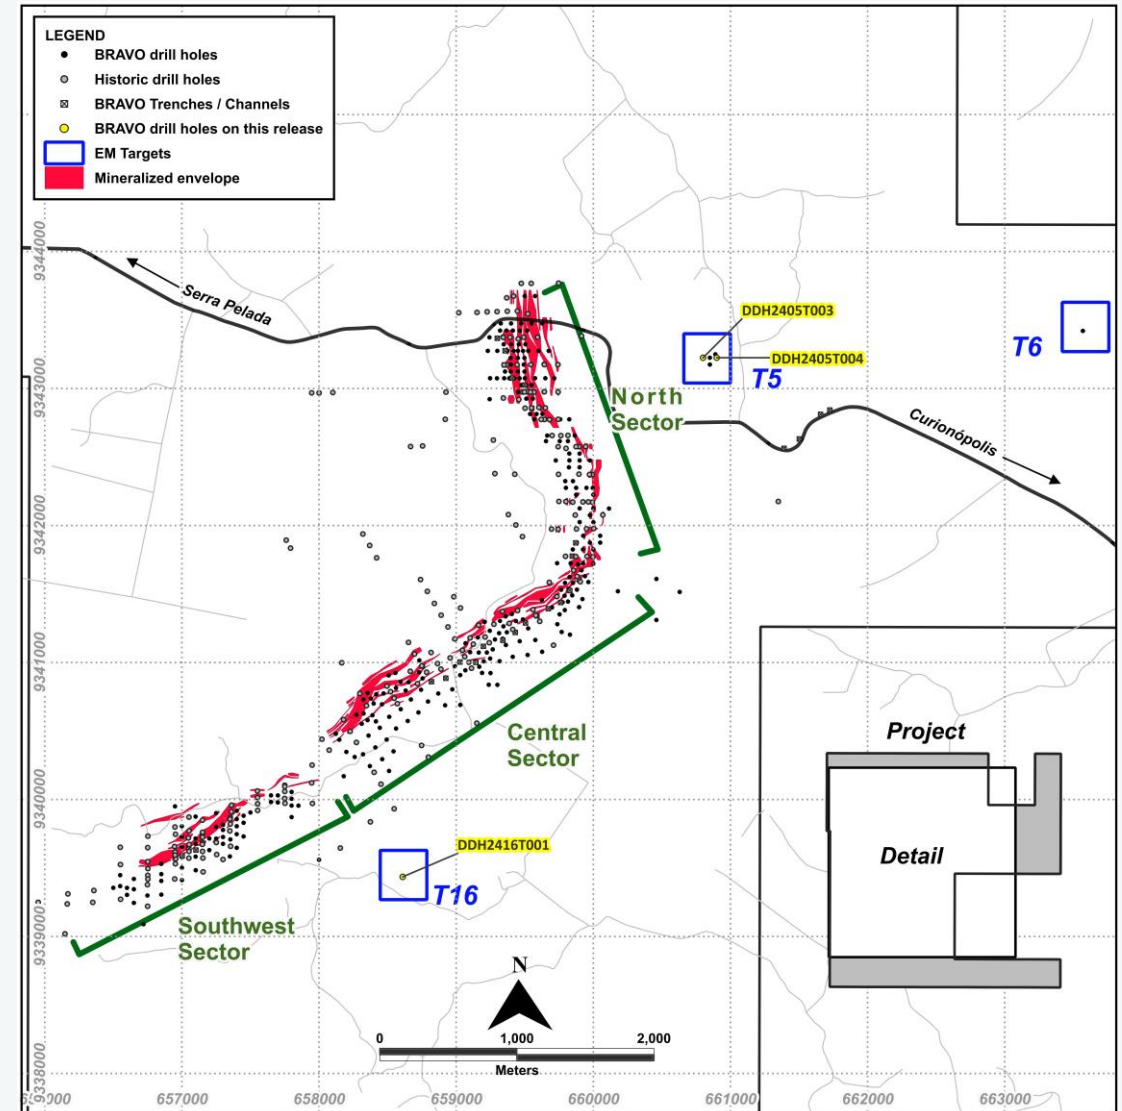 LEGEND
BRAVO drill holes
Historic drill holes
BRAVO Trenches / Channels
BRAVO drill holes on this release
EM Targets
Mineralized envelope
9344000
Serra Pelada
DDH2405T003
T6
DDH2405T004
T5
9343000
North
Sector
Curionópolis
9342000
9341000
Central
Sector
Project
9340000
DDH2416T001
Detail
T16
Southwest
Sector
9339000
N
0 1,000 2,000
Meters
9338000
657000 658000 659000 660000 661000 662000 663000